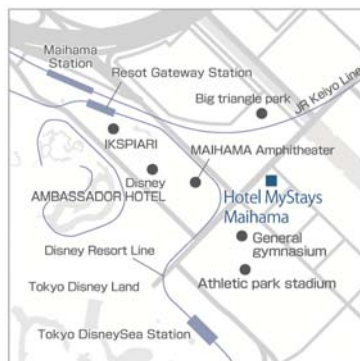 Maihama
Station
Resot Gateway Station
Big triangle park
JR Keiyo Line
IKSPIARI
MAIHAMA Amphitheater
Disney
AMBASSADOR HOTEL
Hotel MyStays
Maihama
General
gymnasium
Disney Resort Line
Tokyo Disney Land
Athletic park stadium
Tokyo DisneySea Station